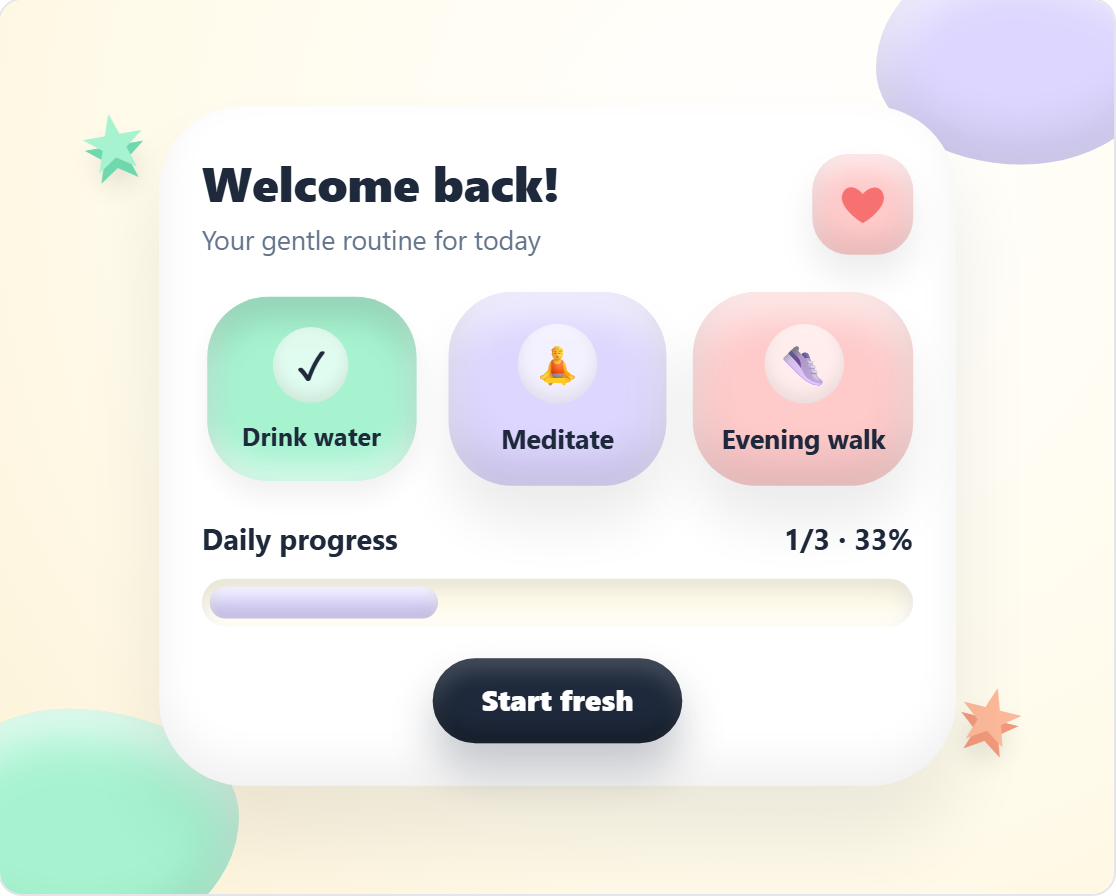 Welcome back!
Your gentle routine for today
Drink water
Meditate
Evening walk
Daily progress
1/3 · 33%
Start fresh